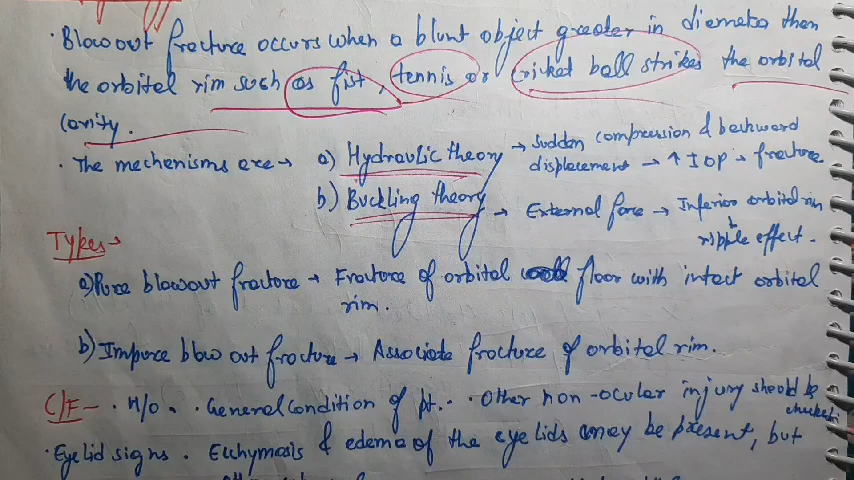 · Blowout fracture occurs when a blunt object greater in diameter than
the orbital rim such as fist, tennis or cricket ball strikes the orbital
cavity.
· The mechanisms are → a) Hydraulic theory → Sudden compression & backward
displacement → ↑ IOP → fracture
b) Buckling theory → External force → Inferior orbital rim
↓
ripple effect.
Types →
a) Pure blowout fracture → Fracture of orbital floor with intact orbital
rim.
b) Impure blow out fracture → Associate fracture of orbital rim.
C/F - · H/O. · General condition of pt.. · Other non-ocular injury should be
checked.
· Eyelid signs. Ecchymosis & edema of the eyelids may be present, but